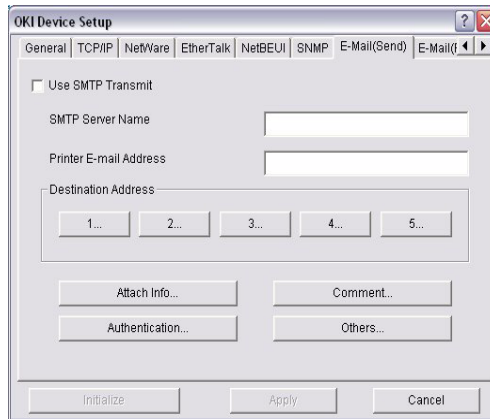 OKI Device Setup
General TCP/IP NetWare EtherTalk NetBEUI SNMP E-Mail(Send) E-Mail(
Use SMTP Transmit
SMTP Server Name
Printer E-mail Address
Destination Address
1... 2... 3... 4... 5...
Attach Info... Comment...
Authentication... Others...
Initialize Apply Cancel